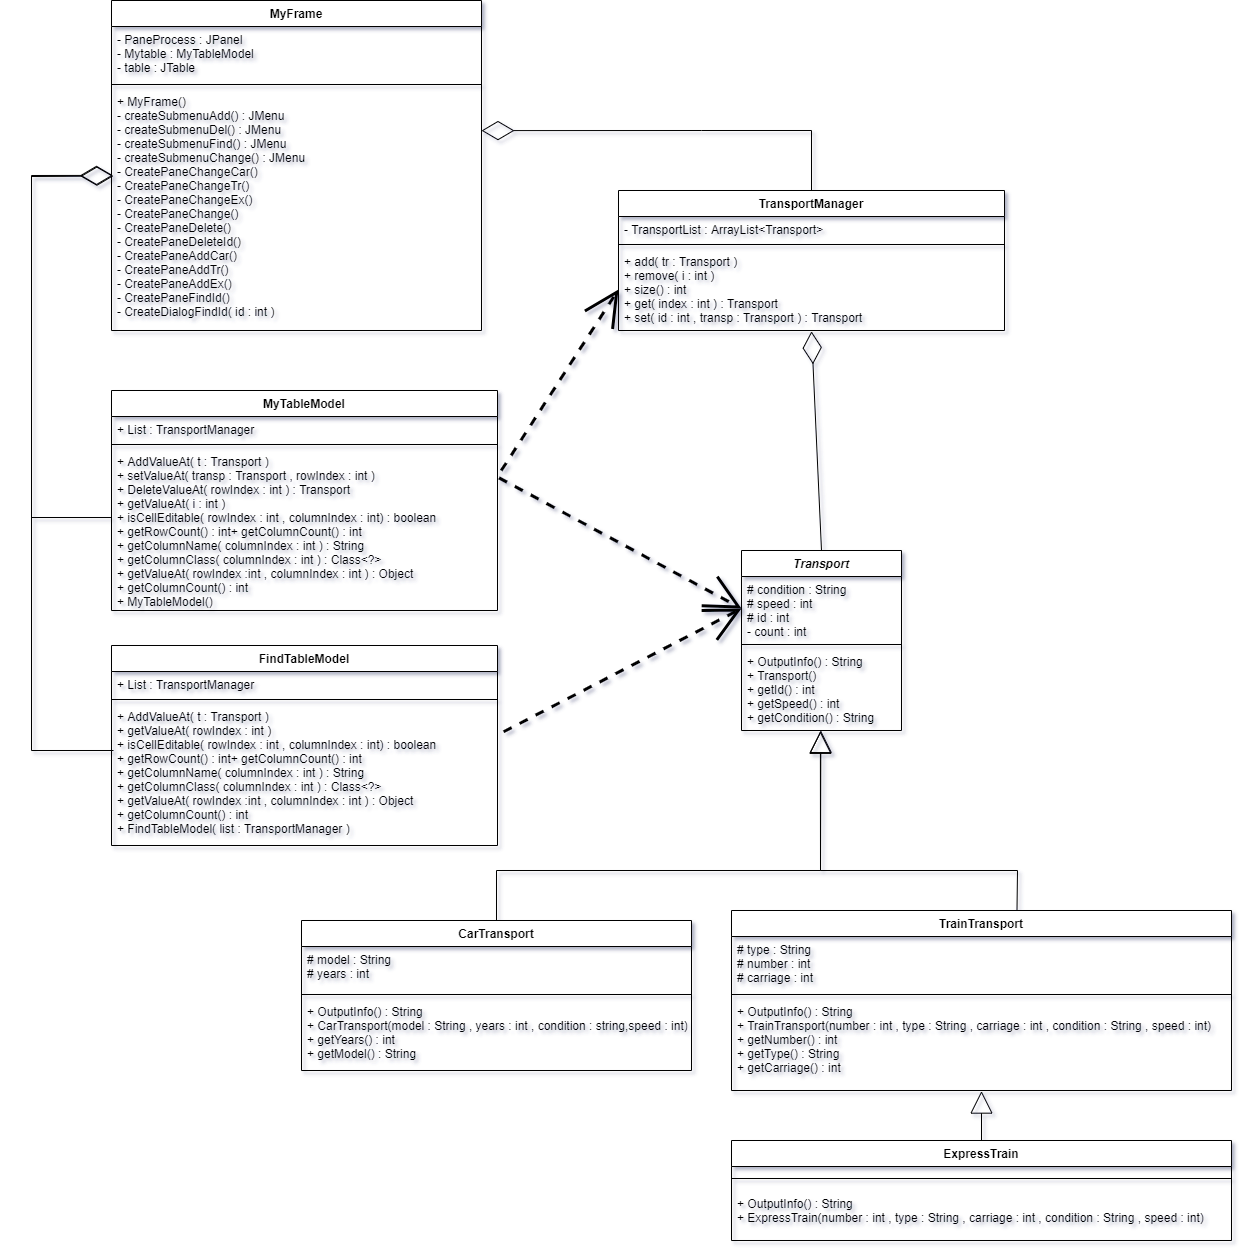 MyFrame
- PaneProcess : JPanel
- Mytable : MyTableModel
- table : JTable
+ MyFrame()
- createSubmenuAdd() : JMenu
- createSubmenuDel() : JMenu
- createSubmenuFind() : JMenu
- createSubmenuChange() : JMenu
- CreatePaneChangeCar()
- CreatePaneChangeTr()
- CreatePaneChangeEx()
- CreatePaneChange()
- CreatePaneDelete()
- CreatePaneDeleteId()
- CreatePaneAddCar()
- CreatePaneAddTr()
- CreatePaneAddEx()
- CreatePaneFindId()
- CreateDialogFindId( id : int )
TransportManager
- TransportList : ArrayList<Transport>
+ add( tr : Transport )
+ remove( i : int )
+ size() : int
+ get( index : int ) : Transport
+ set( id : int , transp : Transport ) : Transport
MyTableModel
+ List : TransportManager
+ AddValueAt( t : Transport )
+ setValueAt( transp : Transport , rowIndex : int )
+ DeleteValueAt( rowIndex : int ) : Transport
+ getValueAt( i : int )
+ isCellEditable( rowIndex : int , columnIndex : int) : boolean
+ getRowCount() : int+ getColumnCount() : int
+ getColumnName( columnIndex : int ) : String
+ getColumnClass( columnIndex : int ) : Class<?>
+ getValueAt( rowIndex :int , columnIndex : int ) : Object
+ getColumnCount() : int
+ MyTableModel()
Transport
# condition : String
# speed : int
# id : int
- count : int
+ OutputInfo() : String
+ Transport()
+ getId() : int
+ getSpeed() : int
+ getCondition() : String
FindTableModel
+ List : TransportManager
+ AddValueAt( t : Transport )
+ getValueAt( rowIndex : int )
+ isCellEditable( rowIndex : int , columnIndex : int) : boolean
+ getRowCount() : int+ getColumnCount() : int
+ getColumnName( columnIndex : int ) : String
+ getColumnClass( columnIndex : int ) : Class<?>
+ getValueAt( rowIndex :int , columnIndex : int ) : Object
+ getColumnCount() : int
+ FindTableModel( list : TransportManager )
CarTransport
# model : String
# years : int
+ OutputInfo() : String
+ CarTransport(model : String , years : int , condition : string,speed : int)
+ getYears() : int
+ getModel() : String
TrainTransport
# type : String
# number : int
# carriage : int
+ OutputInfo() : String
+ TrainTransport(number : int , type : String , carriage : int , condition : String , speed : int)
+ getNumber() : int
+ getType() : String
+ getCarriage() : int
ExpressTrain
+ OutputInfo() : String
+ ExpressTrain(number : int , type : String , carriage : int , condition : String , speed : int)